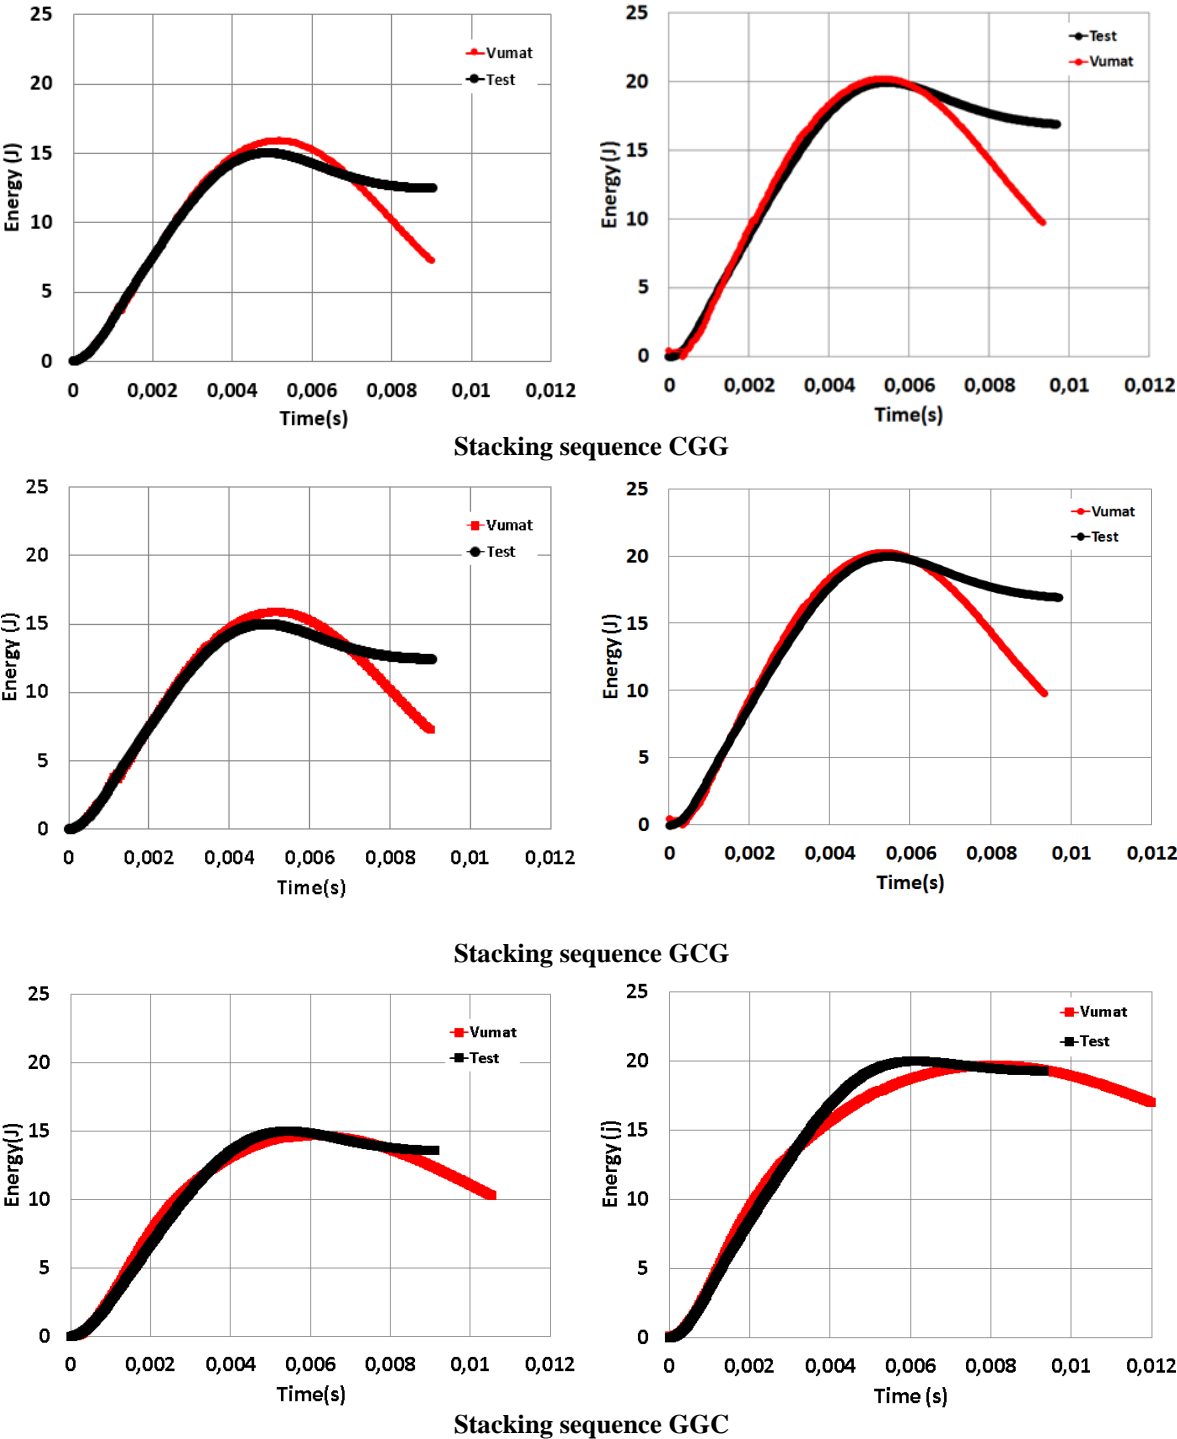 25
20
15
10
5
0
Energy (J)
Vumat
Test
0 0,002 0,004 0,006 0,008 0,01 0,012
Time(s)
25
20
15
10
5
0
Energy (J)
Test
Vumat
0 0,002 0,004 0,006 0,008 0,01 0,012
Time(s)
Stacking sequence CGG
25
20
15
10
5
0
Energy (J)
Vumat
Test
0 0,002 0,004 0,006 0,008 0,01 0,012
Time(s)
25
20
15
10
5
0
Energy (J)
Vumat
Test
0 0,002 0,004 0,006 0,008 0,01 0,012
Time(s)
Stacking sequence GCG
25
20
15
10
5
0
Energy(J)
Vumat
Test
0 0,002 0,004 0,006 0,008 0,01 0,012
Time(s)
25
20
15
10
5
0
Energy (j)
Vumat
Test
0 0,002 0,004 0,006 0,008 0,01 0,012
Time (s)
Stacking sequence GGC